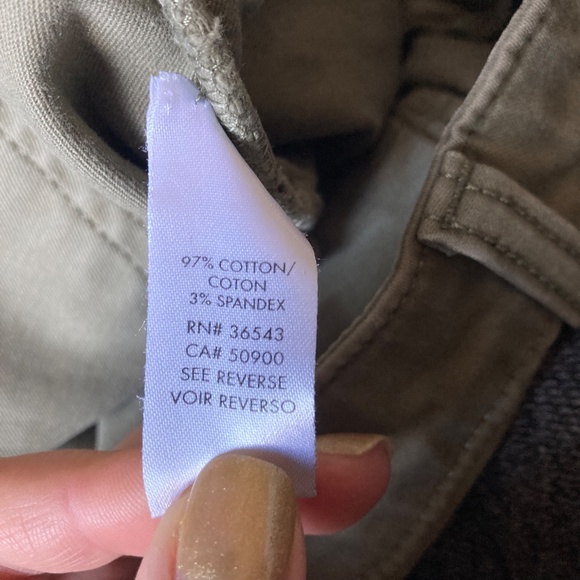 97% COTTON/
COTON
3% SPANDEX
RN# 36543
CA# 50900
SEE REVERSE
VOIR REVERSO